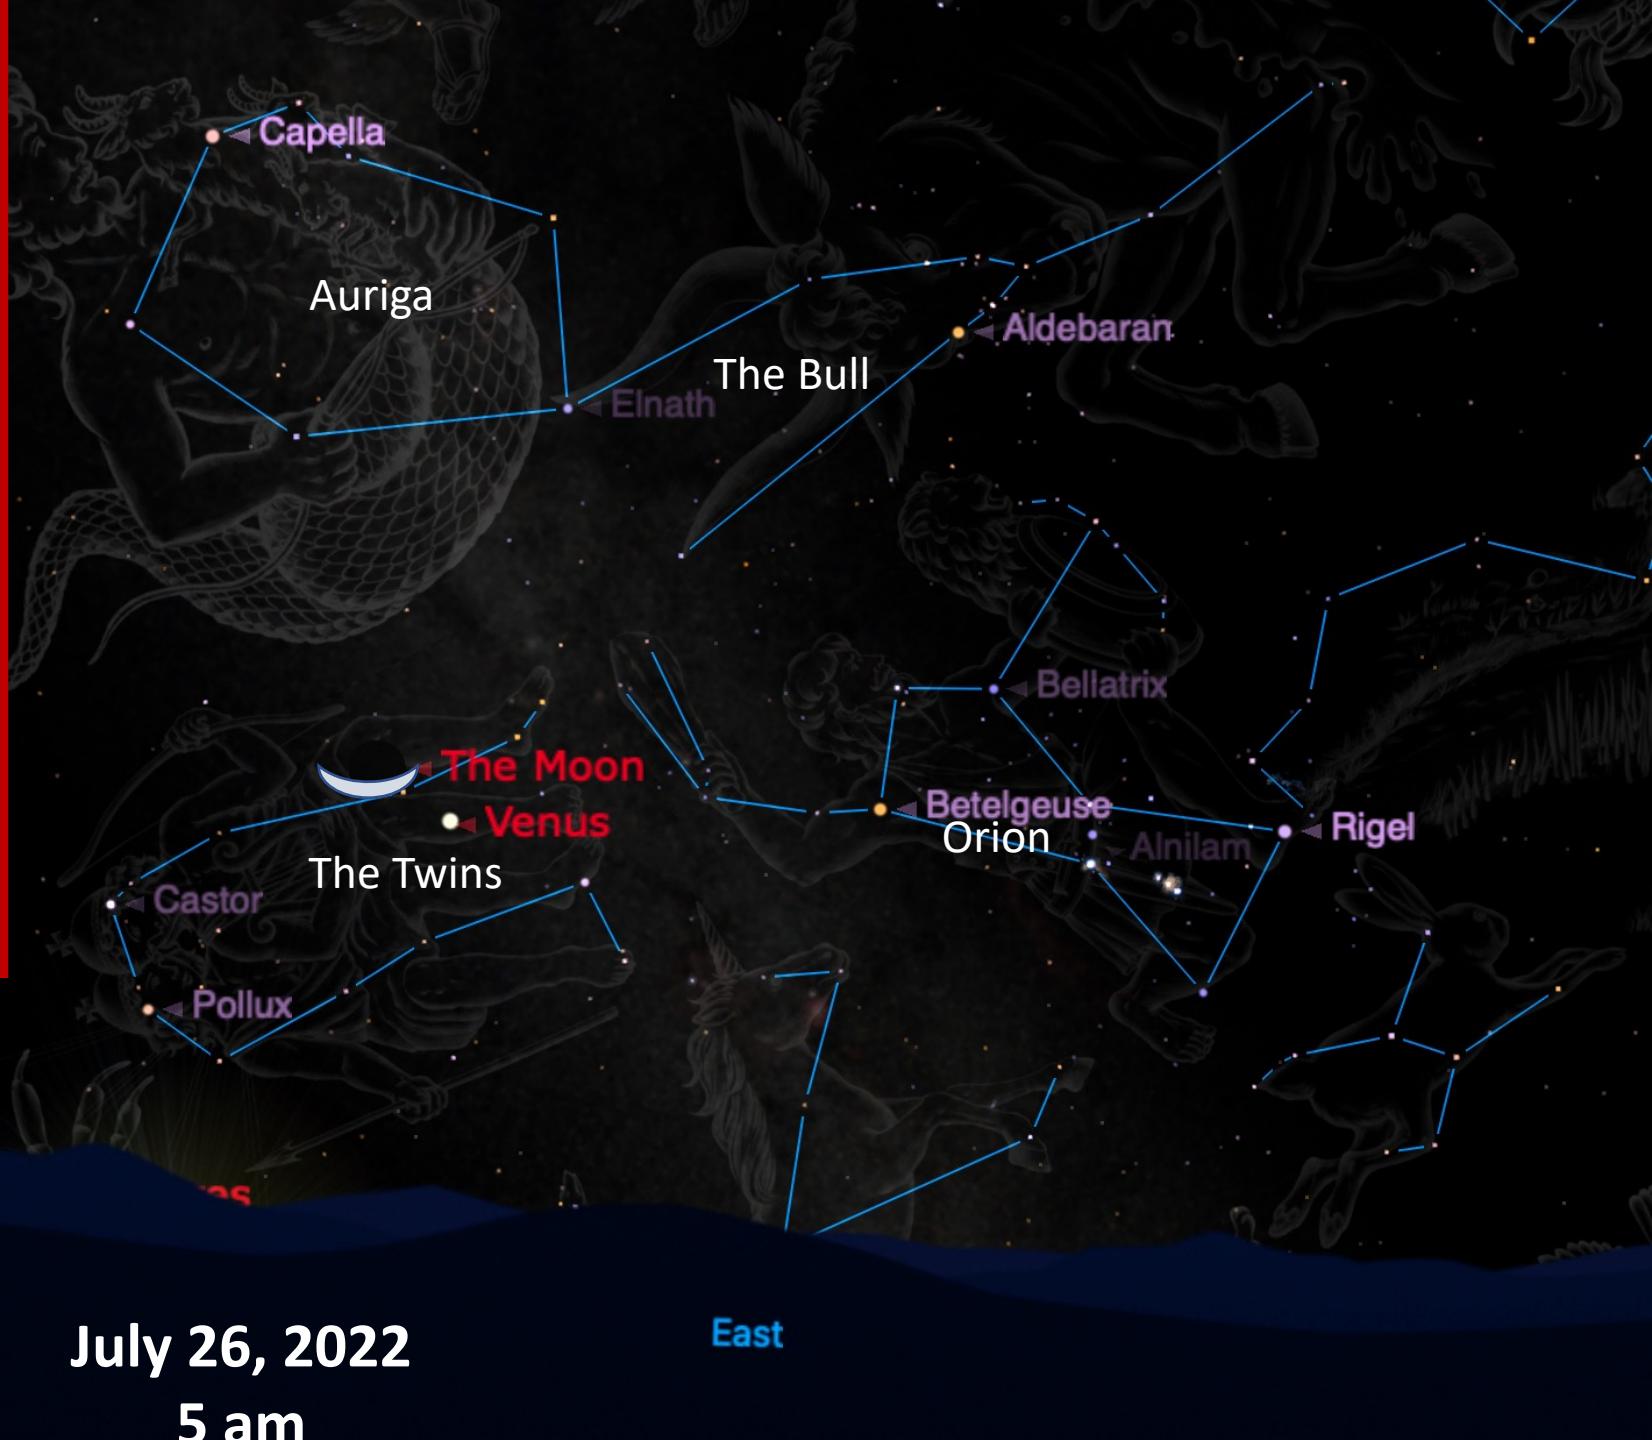 Capella
Auriga
Aldebaran
The Bull
Elnath
Bellatrix
The Moon
Venus
Betelgeuse
Orion
Rigel
Alnilam
The Twins
Castor
Pollux
East
July 26, 2022
5 am